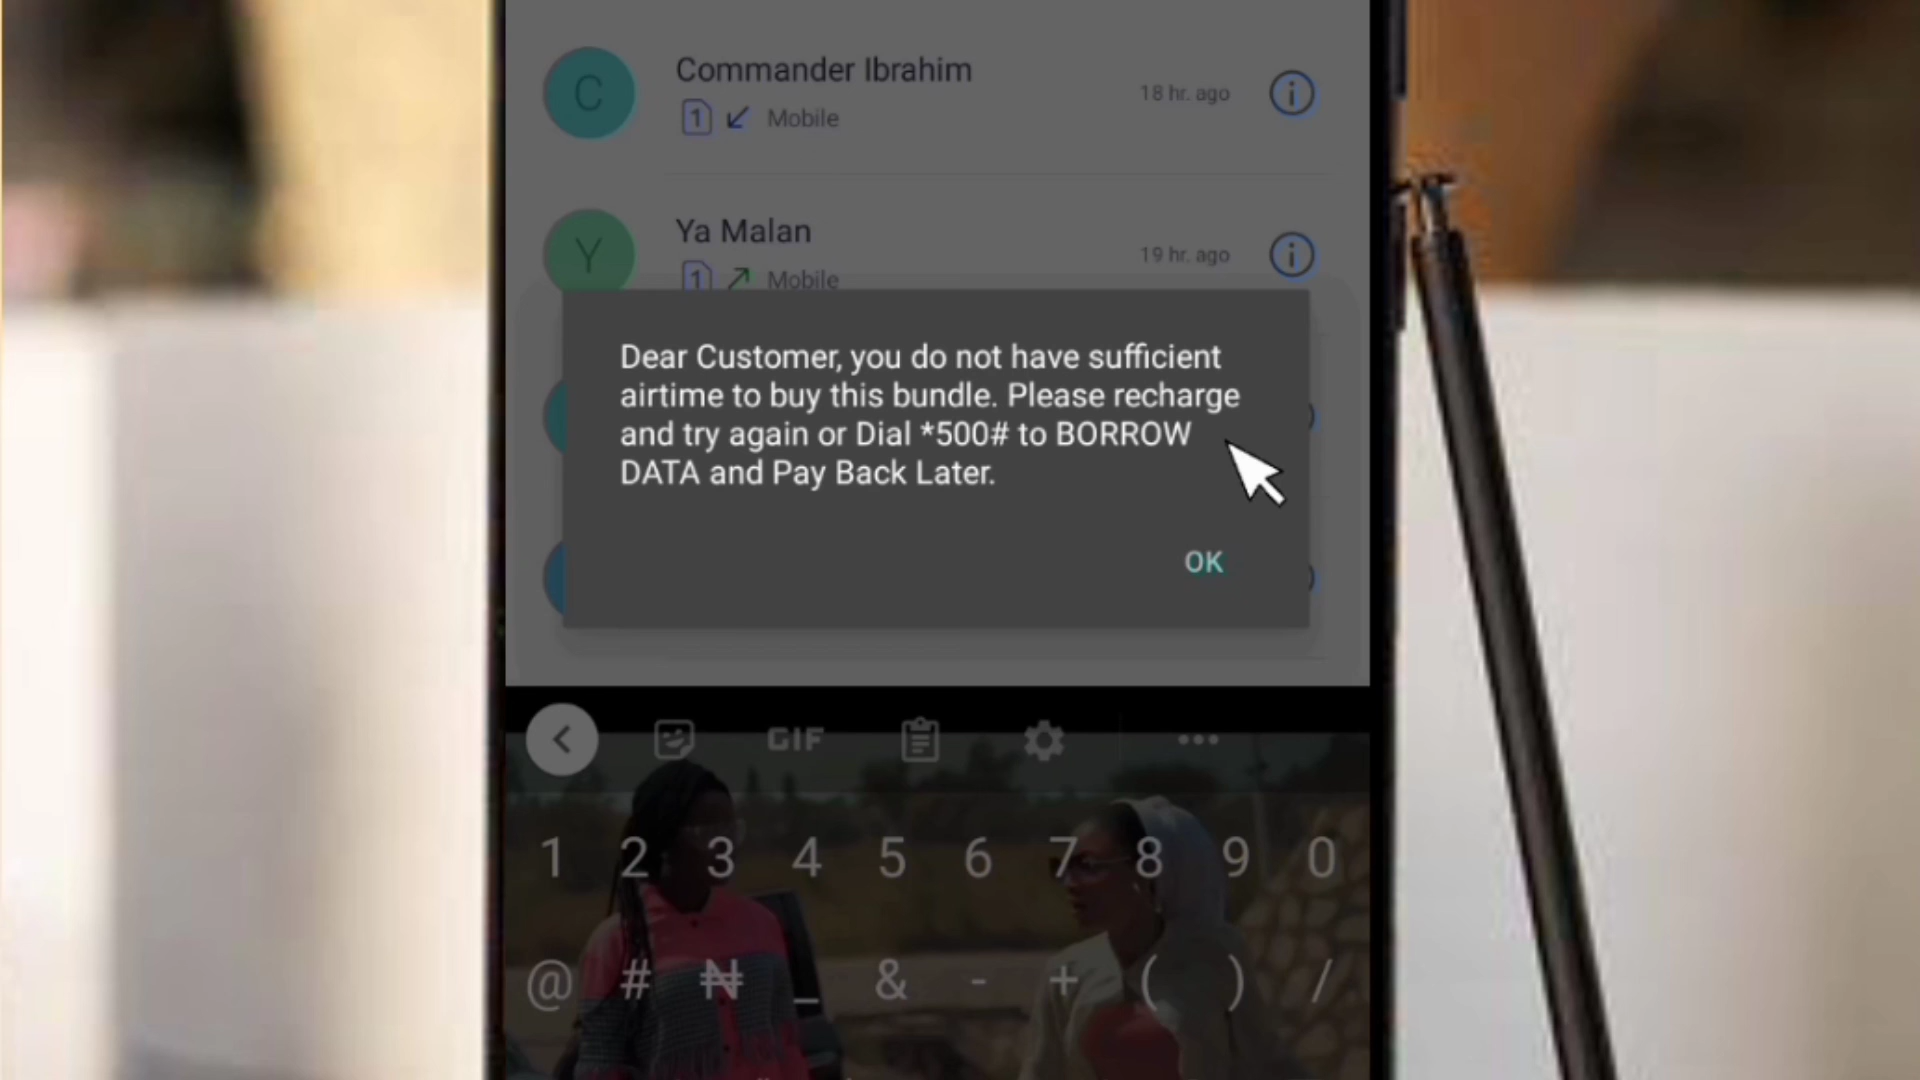 C
Commander Ibrahim
1
Mobile
18 hr. ago
Y
Ya Malan
1
Mobile
19 hr. ago
Dear Customer, you do not have sufficient
airtime to buy this bundle. Please recharge
and try again or Dial *500# to BORROW
DATA and Pay Back Later.
OK
GIF
1 2 3 4 5 6 7 8 9 0
@ # ₦ _ & - + ( ) /